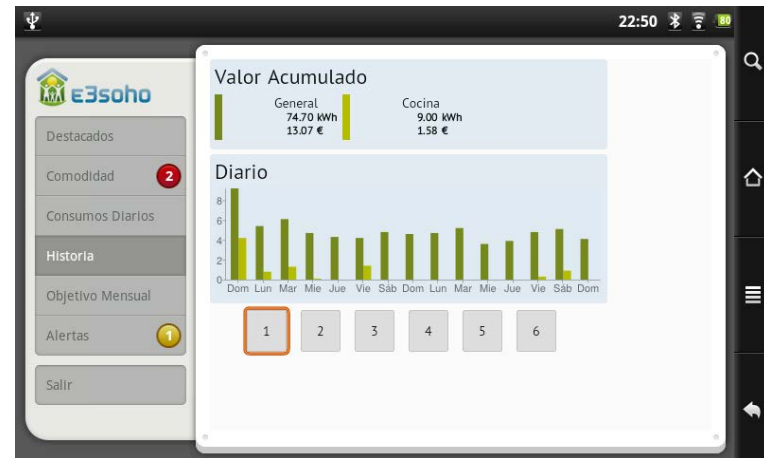 22:50
80
e3soho
Destacados
Comodidad 2
Consumos Diarios
Historia
Objetivo Mensual
Alertas 1
Salir
Valor Acumulado
General Cocina
74.70 kWh 9.00 kWh
13.07 € 1.58 €
Diario
8
6
4
2
0
Dom Lun Mar Mie Jue Vie Sáb Dom Lun Mar Mie Jue Vie Sáb Dom
1 2 3 4 5 6